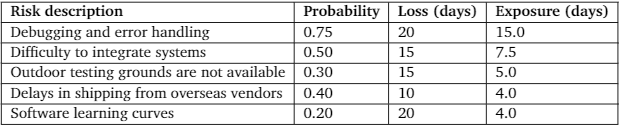 Risk description Probability Loss (days) Exposure (days)
Debugging and error handling 0.75 20 15.0
Difficulty to integrate systems 0.50 15 7.5
Outdoor testing grounds are not available 0.30 15 5.0
Delays in shipping from overseas vendors 0.40 10 4.0
Software learning curves 0.20 20 4.0